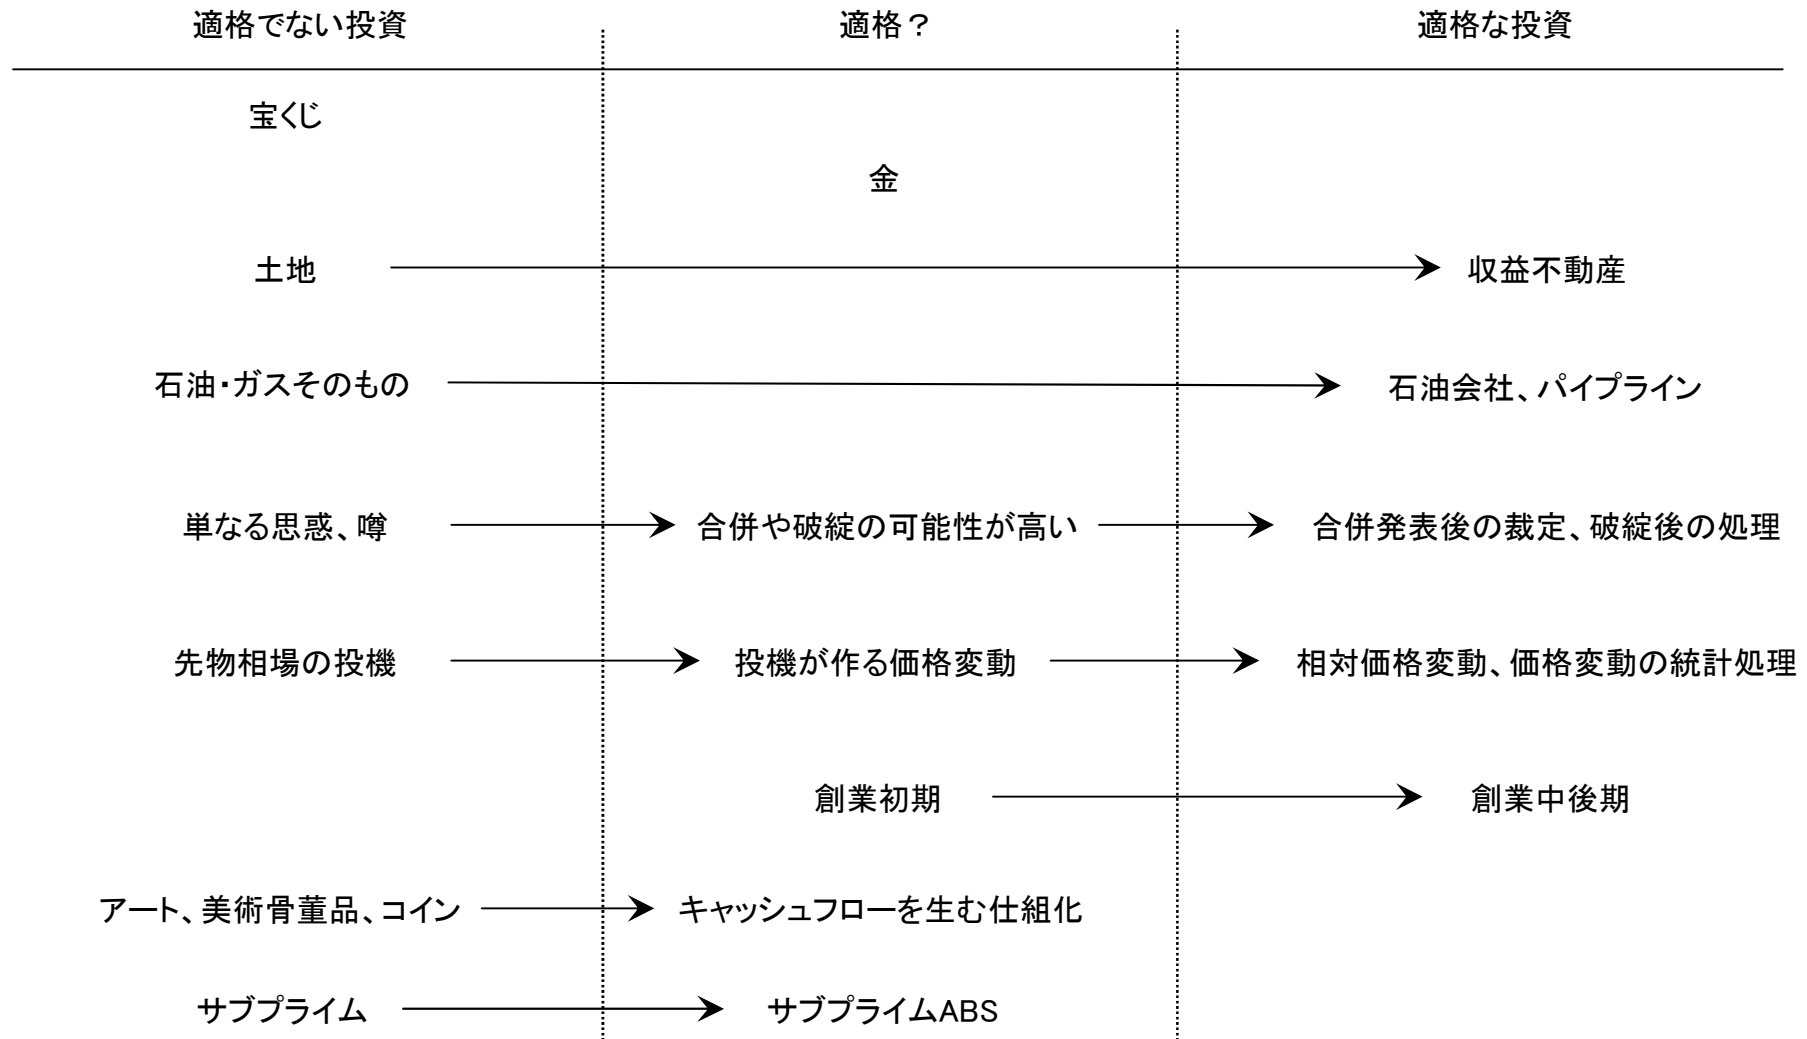 適格でない投資
適格？
適格な投資
宝くじ
金
土地
収益不動産
石油・ガスそのもの
石油会社、パイプライン
単なる思惑、噂
合併や破綻の可能性が高い
合併発表後の裁定、破綻後の処理
先物相場の投機
投機が作る価格変動
相対価格変動、価格変動の統計処理
創業初期
創業中後期
アート、美術骨董品、コイン
キャッシュフローを生む仕組化
サブプライム
サブプライムABS